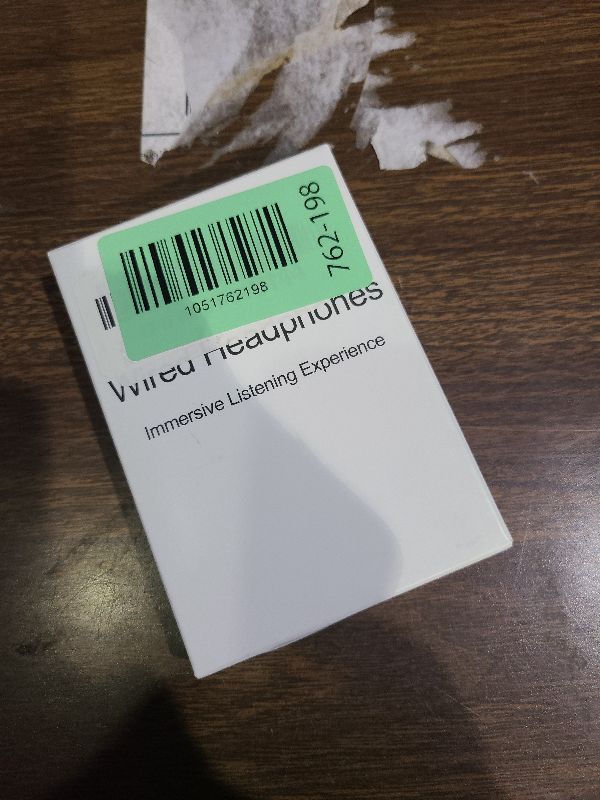 762-198
1051762198
Wired Headphones
Immersive Listening Experience